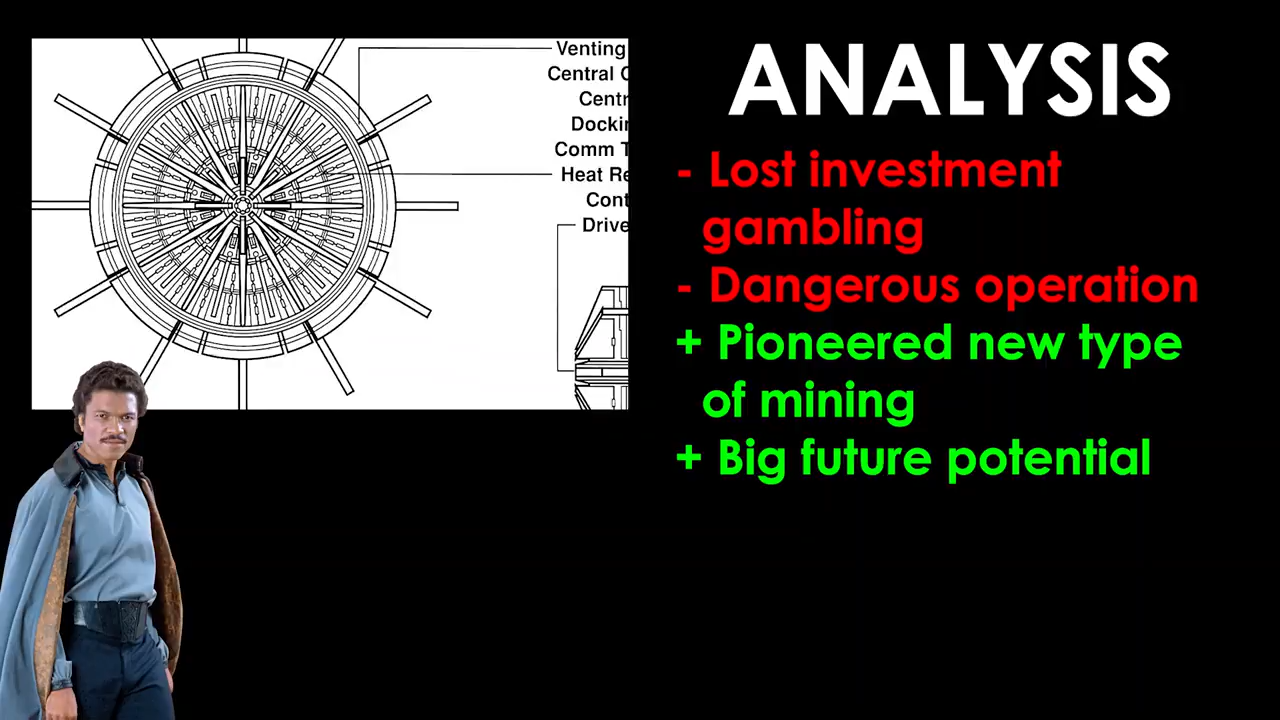 Venting
Central
Dockin
Comm
Heat
Drive
ANALYSIS
- Lost investment
gambling
- Dangerous operation
+ Pioneered new type
of mining
+ Big future potential